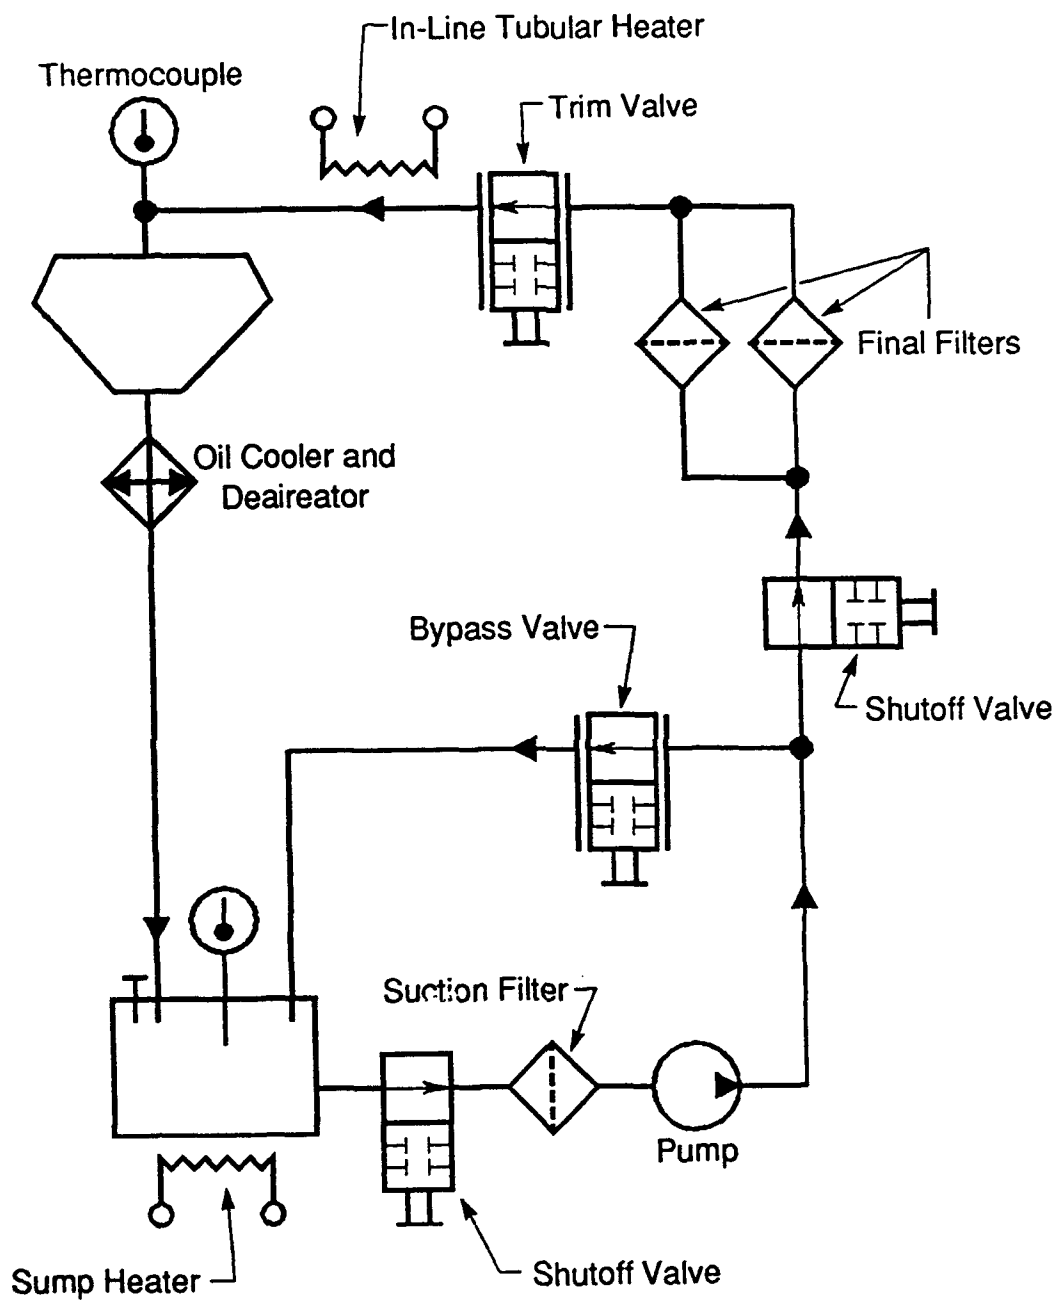 In-Line Tubular Heater
Thermocouple
Trim Valve
Final Filters
Oil Cooler and
Deaireator
Bypass Valve
Shutoff Valve
Suction Filter
Pump
Sump Heater
Shutoff Valve